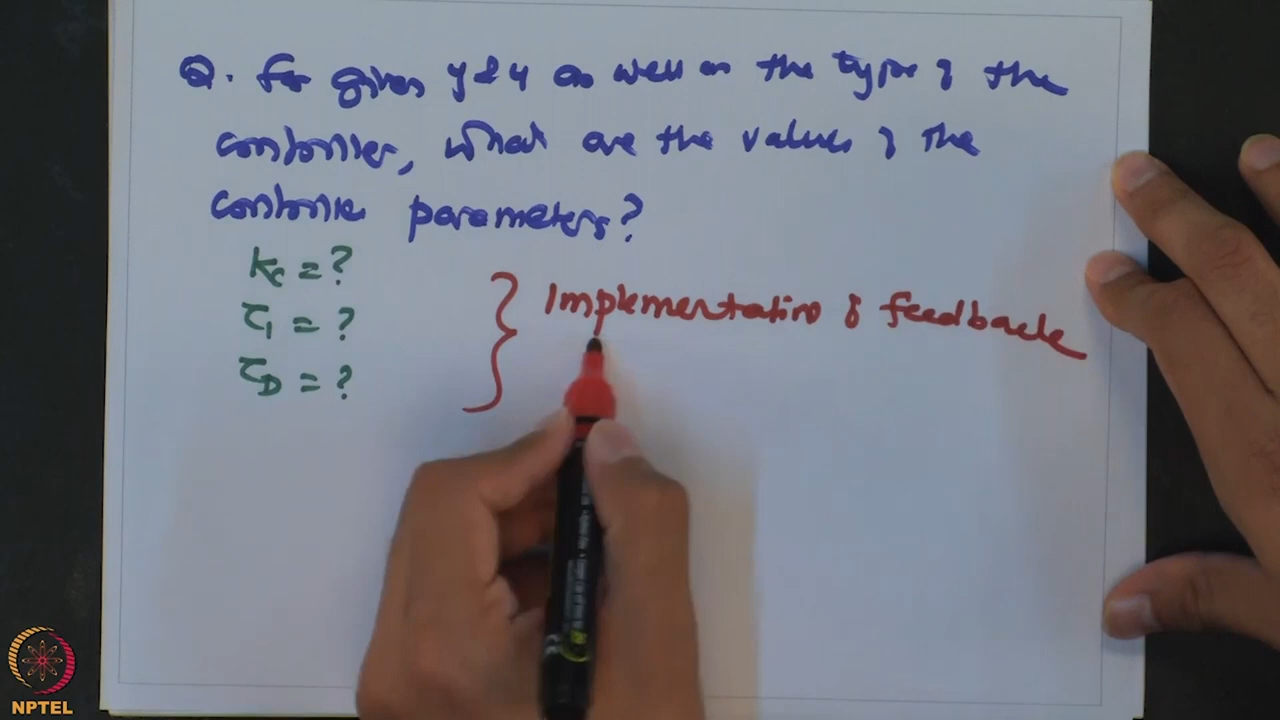 Q. For given y & u as well as the type of the
controller, what are the values of the
controller parameters?
Kc = ?
τI = ?
τD = ?
Implementation of feedback
NPTEL